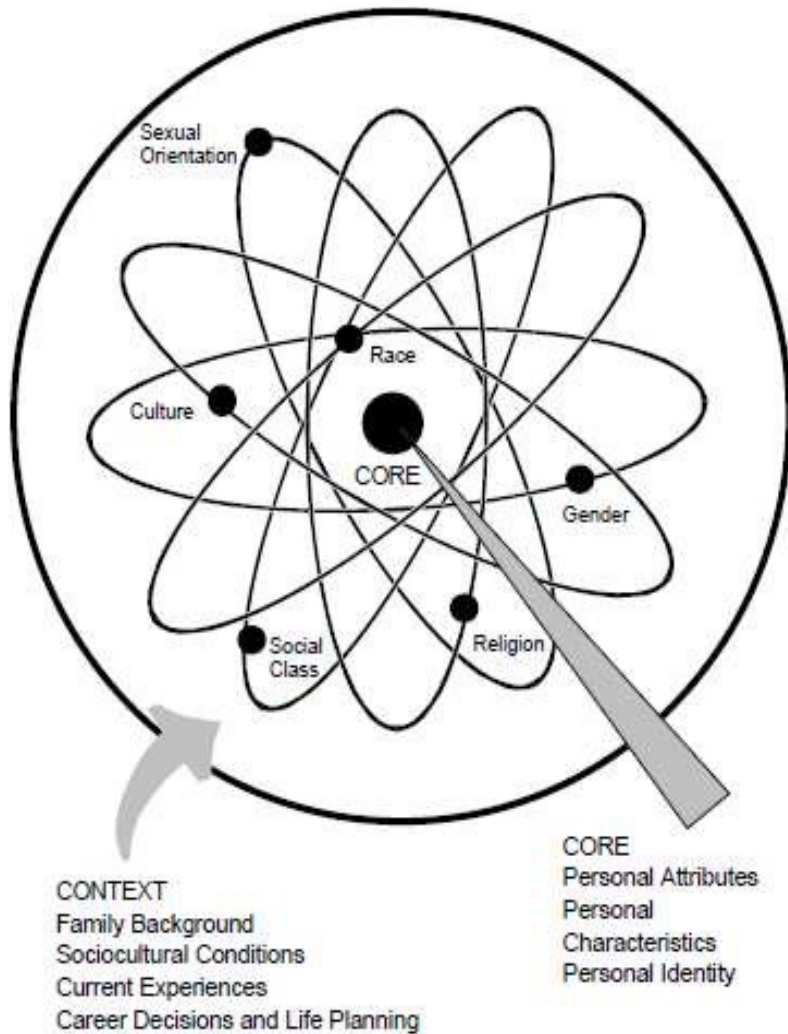 Sexual
Orientation
Race
Culture
CORE
Gender
Religion
Social
Class
CONTEXT
Family Background
Sociocultural Conditions
Current Experiences
Career Decisions and Life Planning
CORE
Personal Attributes
Personal
Characteristics
Personal Identity